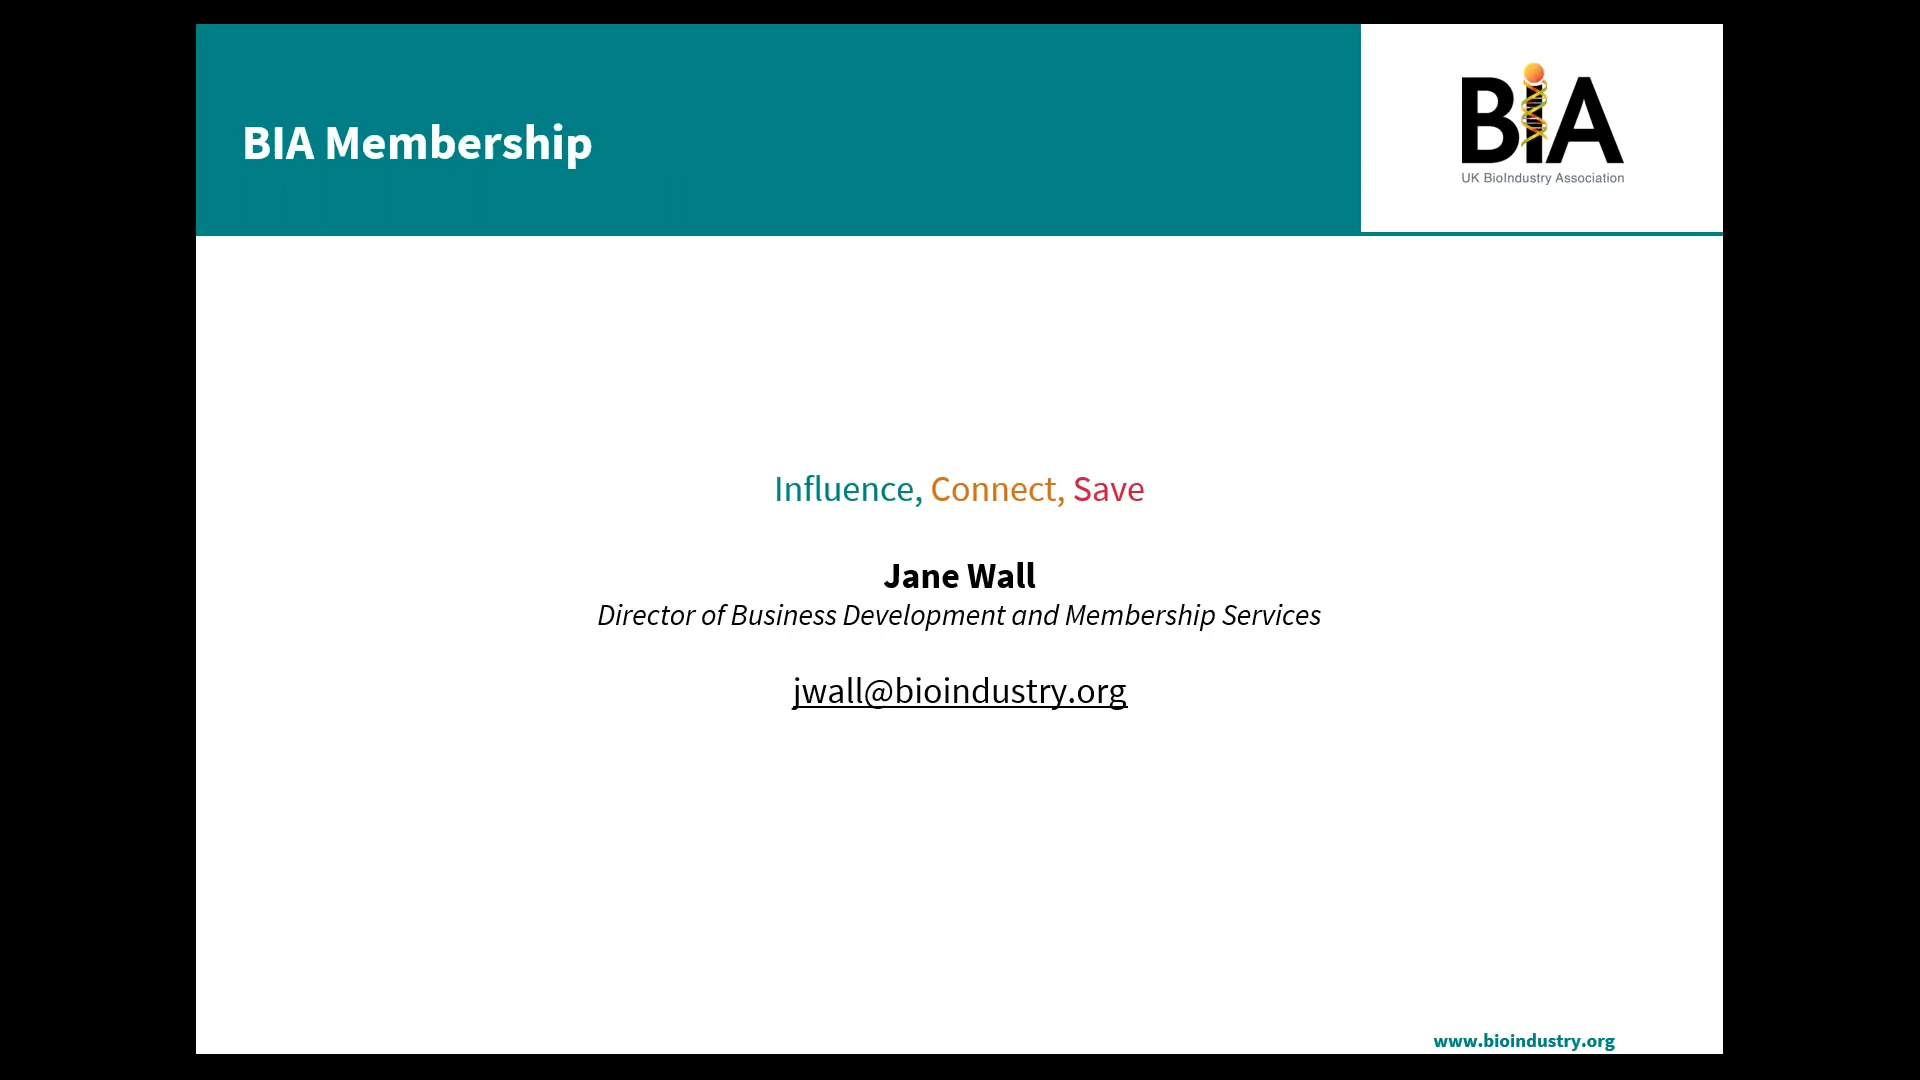 BIA Membership
BIA
UK BioIndustry Association
Influence, Connect, Save
Jane Wall
Director of Business Development and Membership Services
jwall@bioindustry.org
www.bioindustry.org